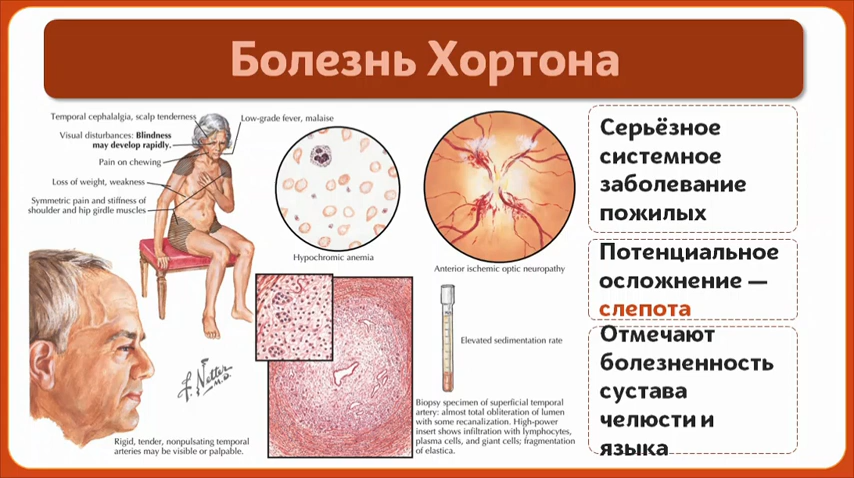 Болезнь Хортона
Temporal cephalalgia, scalp tenderness
Low-grade fever, malaise
Visual disturbances: Blindness
may develop rapidly.
Pain on chewing
Loss of weight, weakness
Symmetric pain and stiffness of
shoulder and hip girdle muscles
Hypochromic anemia
Anterior ischemic optic neuropathy
Elevated sedimentation rate
F. Netter
M.D.
Rigid, tender, nonpulsating temporal
arteries may be visible or palpable.
Biopsy specimen of superficial temporal
artery: almost total obliteration of lumen
with some recanalization. High-power
insert shows infiltration with lymphocytes,
plasma cells, and giant cells; fragmentation
of elastica.
Серьёзное
системное
заболевание
пожилых
Потенциальное
осложнение —
слепота
Отмечают
болезненность
сустава
челюсти и
языка